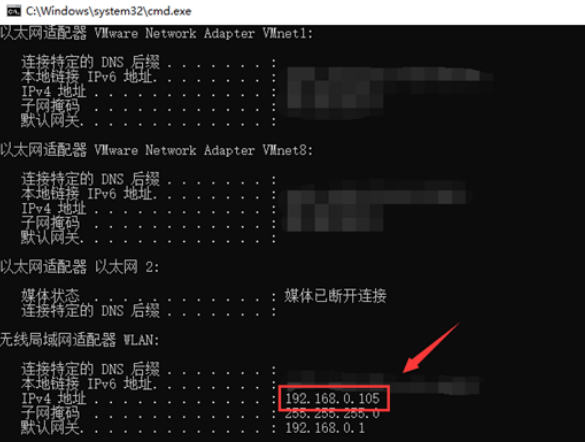 C:\Windows\system32\cmd.exe
以太网适配器 VMware Network Adapter VMnet1:
连接特定的 DNS 后缀 . . . . . . . :
本地链接 IPv6 地址. . . . . . . . :
IPv4 地址 . . . . . . . . . . . . :
子网掩码 . . . . . . . . . . . . :
默认网关. . . . . . . . . . . . . :
以太网适配器 VMware Network Adapter VMnet8:
连接特定的 DNS 后缀 . . . . . . . :
本地链接 IPv6 地址. . . . . . . . :
IPv4 地址 . . . . . . . . . . . . :
子网掩码 . . . . . . . . . . . . :
默认网关. . . . . . . . . . . . . :
以太网适配器 以太网 2:
媒体状态 . . . . . . . . . . . . : 媒体已断开连接
连接特定的 DNS 后缀 . . . . . . . :
无线局域网适配器 WLAN:
连接特定的 DNS 后缀 . . . . . . . :
本地链接 IPv6 地址. . . . . . . . :
IPv4 地址 . . . . . . . . . . . . : 192.168.0.105
子网掩码 . . . . . . . . . . . . : 255.255.255.0
默认网关. . . . . . . . . . . . . : 192.168.0.1